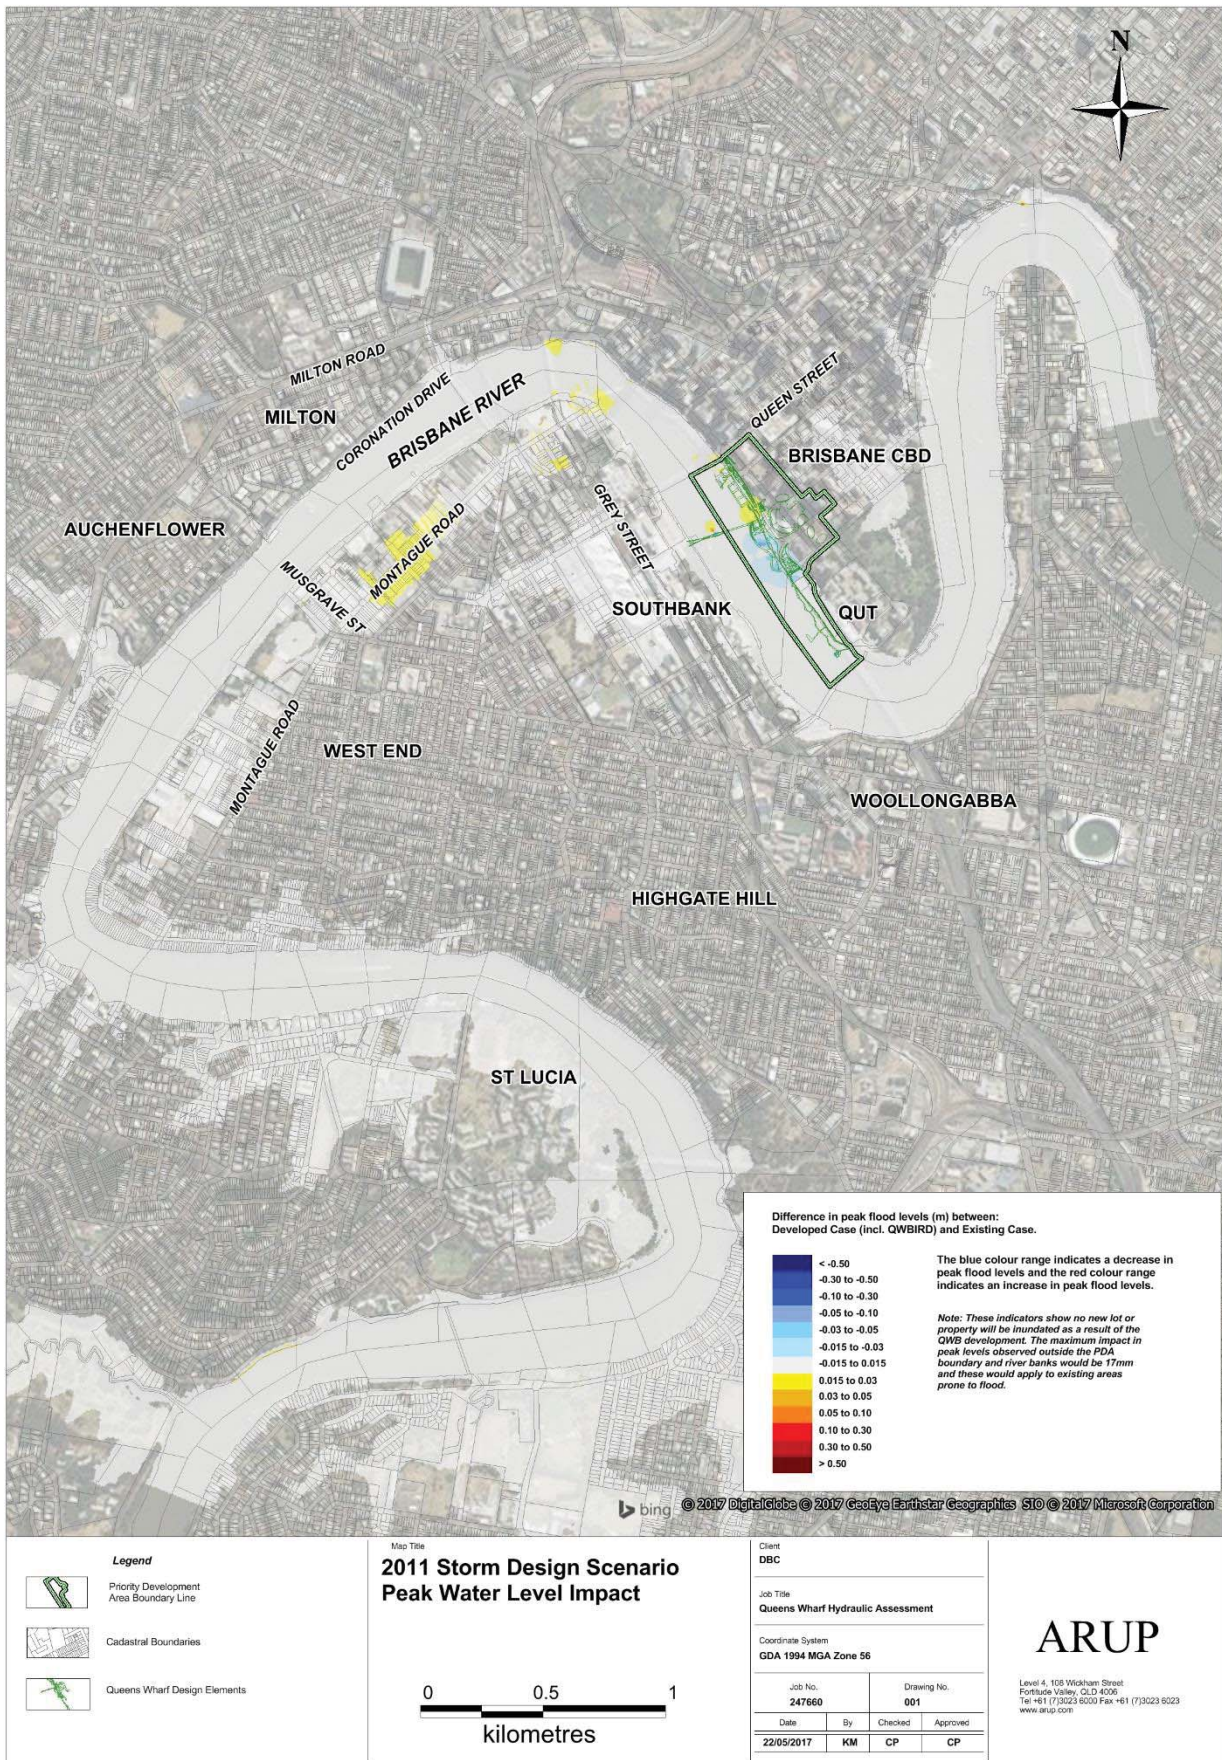 N
MILTON ROAD
MILTON
CORONATION DRIVE
BRISBANE RIVER
QUEEN STREET
BRISBANE CBD
AUCHENFLOWER
MONTAGUE ROAD
GREY STREET
MUSGRAVE ST
SOUTHBANK
QUT
MONTAGUE ROAD
WEST END
WOOLLONGABBA
HIGHGATE HILL
ST LUCIA
Difference in peak flood levels (m) between:
Developed Case (incl. QWBIRD) and Existing Case.
< -0.50
-0.30 to -0.50
-0.10 to -0.30
-0.05 to -0.10
-0.03 to -0.05
-0.015 to -0.03
-0.015 to 0.015
0.015 to 0.03
0.03 to 0.05
0.05 to 0.10
0.10 to 0.30
0.30 to 0.50
> 0.50
The blue colour range indicates a decrease in
peak flood levels and the red colour range
indicates an increase in peak flood levels.
Note: These indicators show no new lot or
property will be inundated as a result of the
QWB development. The maximum impact in
peak levels observed outside the PDA
boundary and river banks would be 17mm
and these would apply to existing areas
prone to flood.
bing
© 2017 DigitalGlobe © 2017 GeoEye Earthstar Geographics SIO © 2017 Microsoft Corporation
Legend
Priority Development
Area Boundary Line
Cadastral Boundaries
Queens Wharf Design Elements
Map Title
2011 Storm Design Scenario
Peak Water Level Impact
0 0.5 1
kilometres
Client
DBC
Job Title
Queens Wharf Hydraulic Assessment
Coordinate System
GDA 1994 MGA Zone 56
Job No. Drawing No.
247660 001
Date By Checked Approved
22/05/2017 KM CP CP
ARUP
Level 4, 108 Wickham Street
Fortitude Valley, QLD 4006
Tel +61 (7)3023 6000 Fax +61 (7)3023 6023
www.arup.com